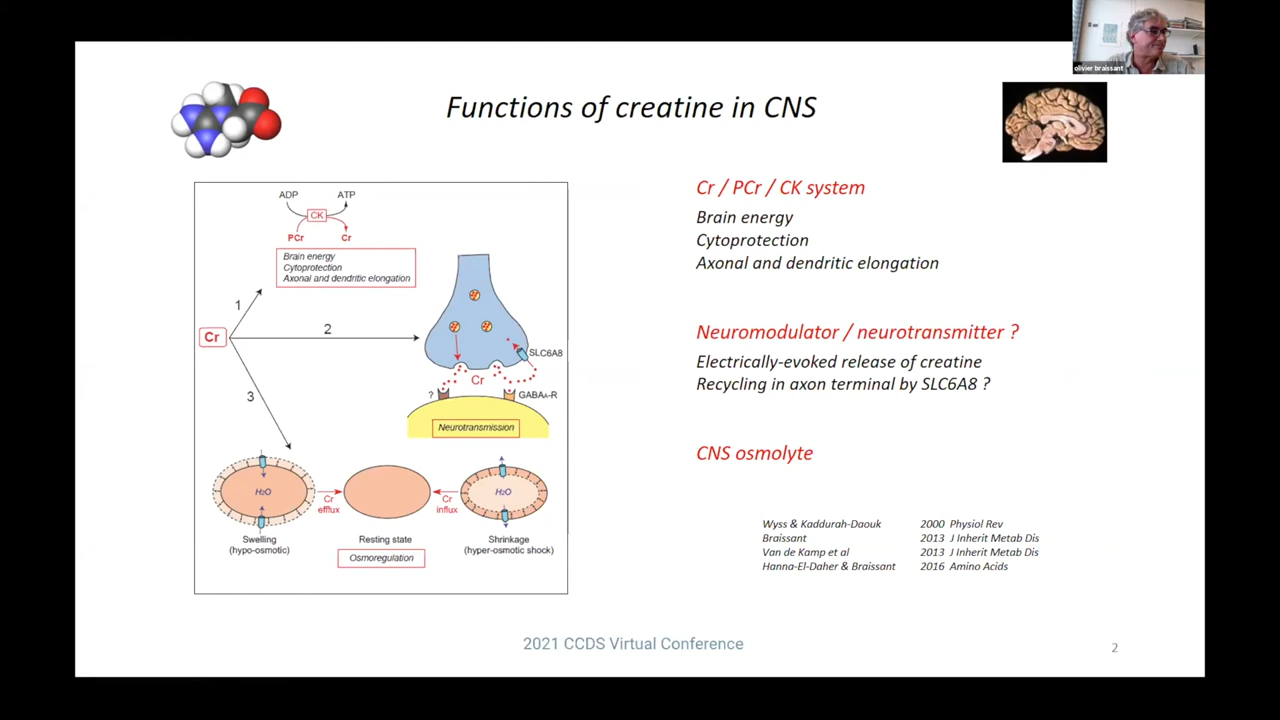 olivier braissant
Functions of creatine in CNS
ADP ATP
CK
PCr Cr
Brain energy
Cytoprotection
Axonal and dendritic elongation
1
Cr
2
3
SLC6A8
Cr
?
GABAA-R
Neurotransmission
H2O
Cr
efflux
Cr
influx
H2O
Swelling
(hypo-osmotic)
Resting state
Shrinkage
(hyper-osmotic shock)
Osmoregulation
Cr / PCr / CK system
Brain energy
Cytoprotection
Axonal and dendritic elongation
Neuromodulator / neurotransmitter ?
Electrically-evoked release of creatine
Recycling in axon terminal by SLC6A8 ?
CNS osmolyte
Wyss & Kaddurah-Daouk 2000 Physiol Rev
Braissant 2013 J Inherit Metab Dis
Van de Kamp et al 2013 J Inherit Metab Dis
Hanna-El-Daher & Braissant 2016 Amino Acids
2021 CCDS Virtual Conference
2